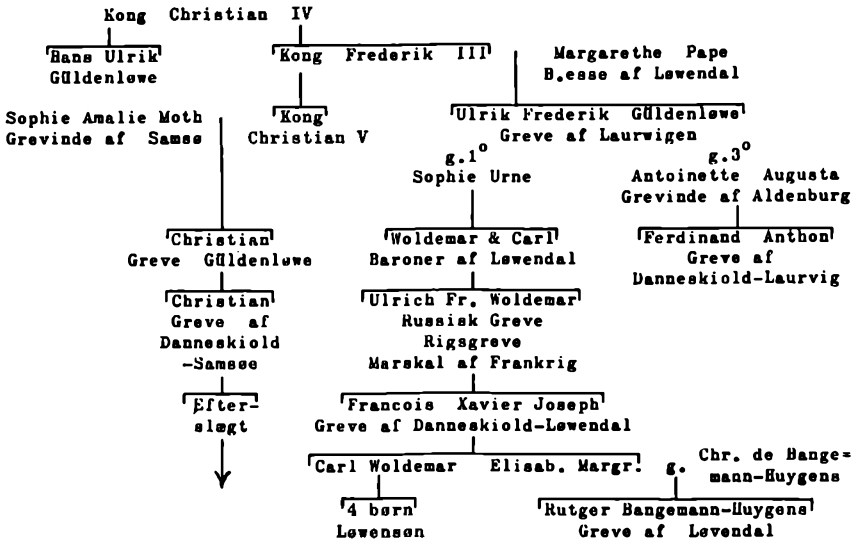 Kong Christian IV
Hans Ulrik
Güldenløwe
Kong Frederik III
Margarethe Pape
B.esse af Løwendal
Sophie Amalie Moth
Grevinde af Samsø
Kong
Christian V
Ulrik Frederik Güldenløwe
Greve af Laurwigen
g.1°
Sophie Urne
g.3°
Antoinette Augusta
Grevinde af Aldenburg
Christian
Greve Güldenløwe
Woldemar & Carl
Baroner af Løwendal
Ferdinand Anthon
Greve af
Danneskiold-Laurvig
Christian
Greve af
Danneskiold
-Samsøe
Ulrich Fr. Woldemar
Russisk Greve
Rigsgreve
Marskal af Frankrig
Efter-
slægt
Francois Xavier Joseph
Greve af Danneskiold-Løwendal
Carl Woldemar Elisab. Margr. g. Chr. de Bange=
mann-Huygens
4 børn
Løwensøn
Rutger Bangemann-Huygens
Greve af Løvendal